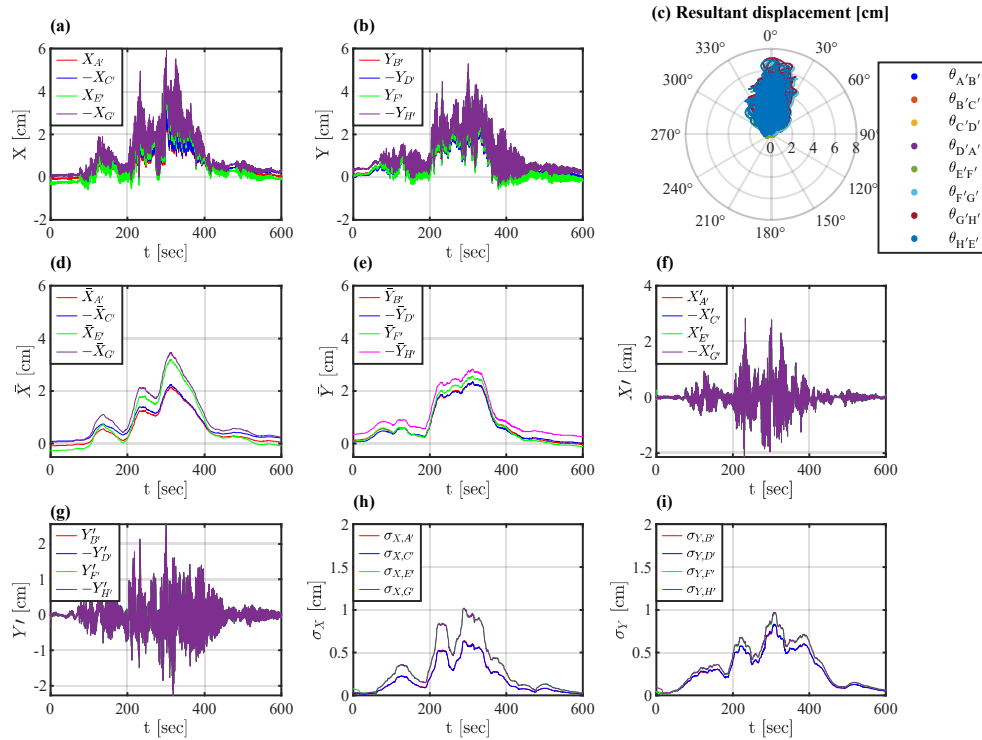 (a)
X_A′
−X_C′
X_E′
−X_G′
X [cm]
6
4
2
0
-2
0 200 400 600
t [sec]
(b)
Y_B′
−Y_D′
Y_F′
−Y_H′
Y [cm]
6
4
2
0
-2
0 200 400 600
t [sec]
(c) Resultant displacement [cm]
0°
330° 30°
300° 60°
270° 90°
0 2 4 6 8
240° 120°
210° 150°
180°
θ_A′B′
θ_B′C′
θ_C′D′
θ_D′A′
θ_E′F′
θ_F′G′
θ_G′H′
θ_H′E′
(d)
X̄_A′
−X̄_C′
X̄_E′
−X̄_G′
X̄ [cm]
6
4
2
0
0 200 400 600
t [sec]
(e)
Ȳ_B′
−Ȳ_D′
Ȳ_F′
−Ȳ_H′
Ȳ [cm]
6
4
2
0
0 200 400 600
t [sec]
(f)
X′_A′
−X′_C′
X′_E′
−X′_G′
X′ [cm]
4
2
0
-2
0 200 400 600
t [sec]
(g)
Y′_B′
−Y′_D′
Y′_F′
−Y′_H′
Y′ [cm]
2
1
0
-1
-2
0 200 400 600
t [sec]
(h)
σ_X,A′
σ_X,C′
σ_X,E′
σ_X,G′
σ_X [cm]
2
1.5
1
0.5
0
0 200 400 600
t [sec]
(i)
σ_Y,B′
σ_Y,D′
σ_Y,F′
σ_Y,H′
σ_Y [cm]
2
1.5
1
0.5
0
0 200 400 600
t [sec]